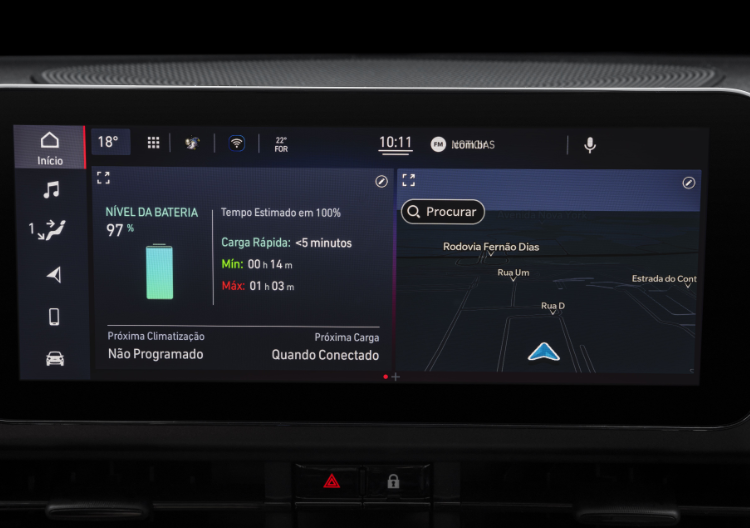 18°
22°
FOR
10:11
FM
Início
NÍVEL DA BATERIA
97 %
Tempo Estimado em 100%
Carga Rápida: <5 minutos
Mín: 00 h 14 m
Máx: 01 h 03 m
Próxima Climatização
Não Programado
Próxima Carga
Quando Conectado
1
Procurar
Rodovia Fernão Dias
Rua Um
Estrada do Cont
Rua D